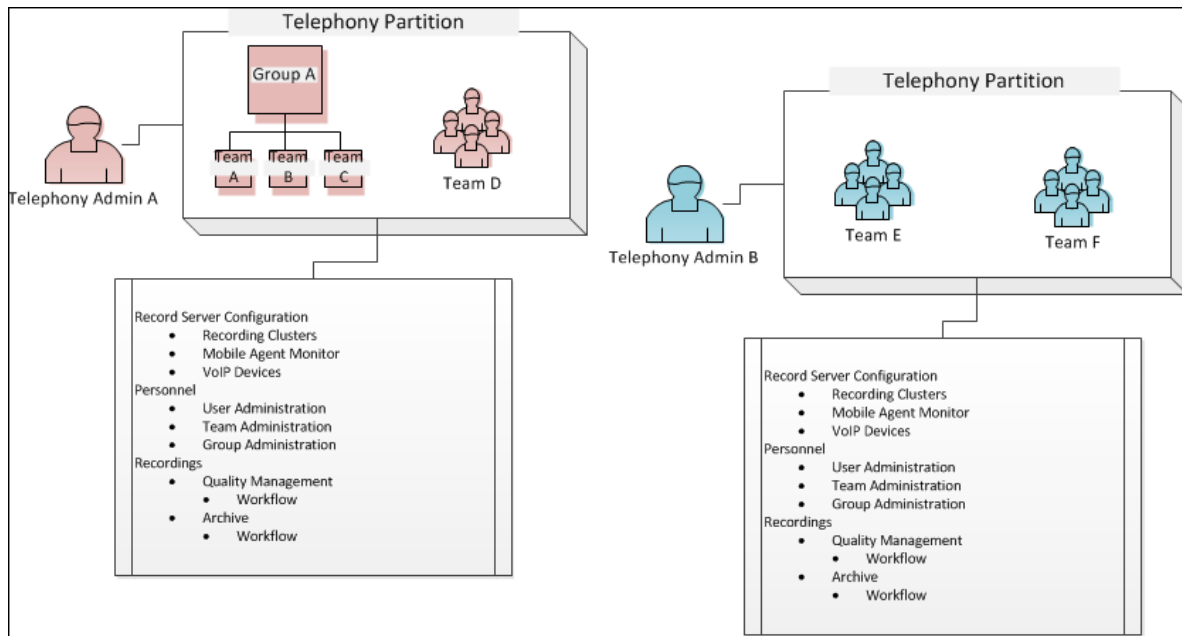 Telephony Partition
Group A
Team
A
Team
B
Team
C
Team D
Telephony Admin A
Record Server Configuration
• Recording Clusters
• Mobile Agent Monitor
• VoIP Devices
Personnel
• User Administration
• Team Administration
• Group Administration
Recordings
• Quality Management
• Workflow
• Archive
• Workflow
Telephony Partition
Team E
Team F
Telephony Admin B
Record Server Configuration
• Recording Clusters
• Mobile Agent Monitor
• VoIP Devices
Personnel
• User Administration
• Team Administration
• Group Administration
Recordings
• Quality Management
• Workflow
• Archive
• Workflow